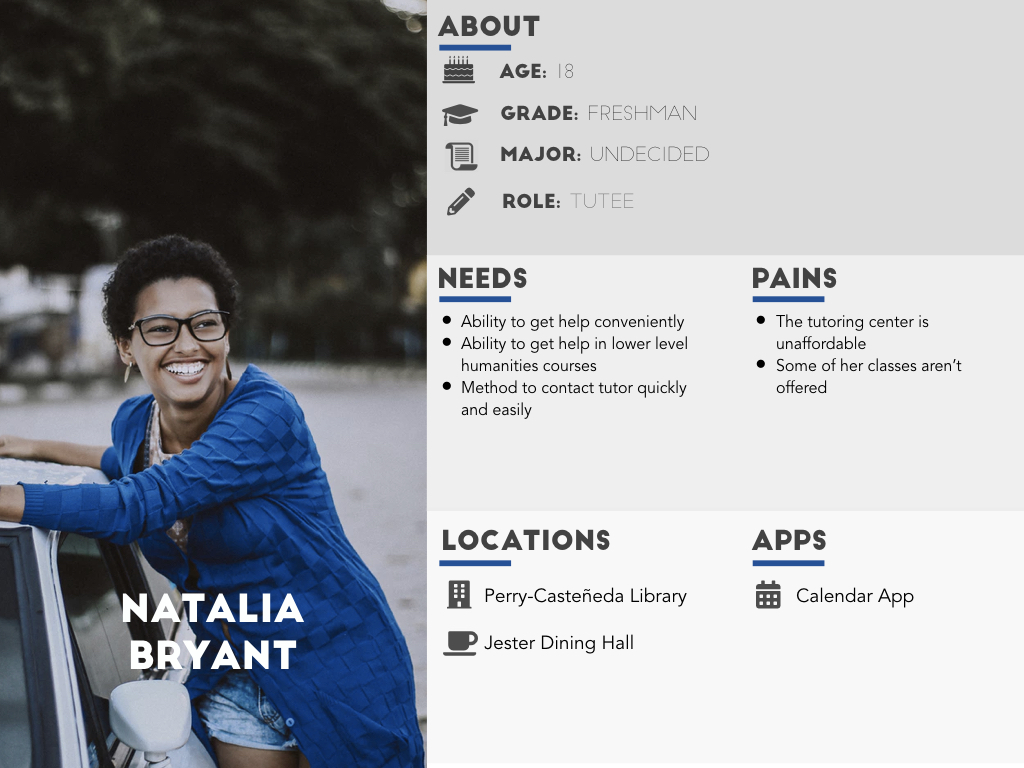 ABOUT
AGE: 18
GRADE: FRESHMAN
MAJOR: UNDECIDED
ROLE: TUTEE
NEEDS
Ability to get help conveniently
Ability to get help in lower level
humanities courses
Method to contact tutor quickly
and easily
PAINS
The tutoring center is
unaffordable
Some of her classes aren’t
offered
LOCATIONS
Perry-Casteñeda Library
Jester Dining Hall
APPS
Calendar App
NATALIA
BRYANT